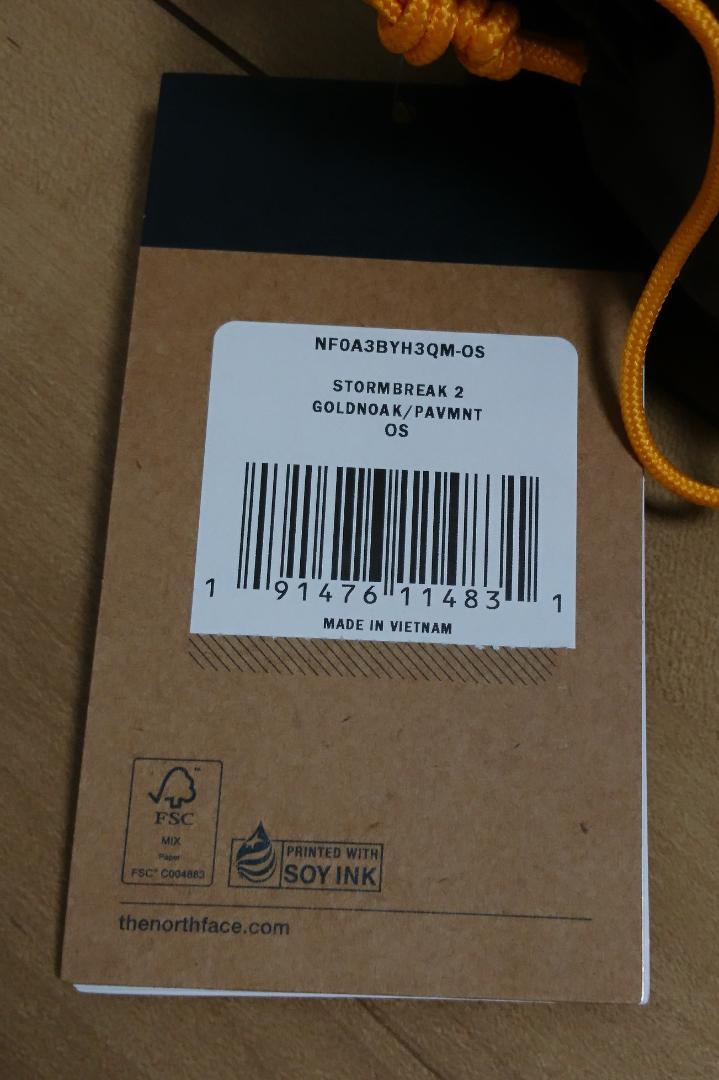 NF0A3BYH3QM-OS
STORMBREAK 2
GOLDNOAK/PAVMNT
OS
1 91476 11483 1
MADE IN VIETNAM
FSC
MIX
Paper
FSC® C004883
PRINTED WITH
SOY INK
thenorthface.com